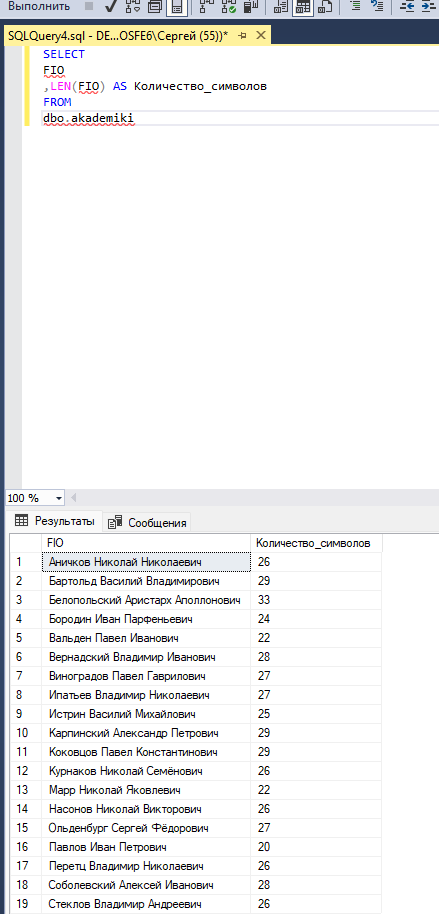 Выполнить
SQLQuery4.sql - DE...OSFE6\Сергей (55))*
SELECT
FIO
,LEN(FIO) AS Количество_символов
FROM
dbo.akademiki
100 %
Результаты Сообщения
FIO Количество_символов
1 Аничков Николай Николаевич 26
2 Бартольд Василий Владимирович 29
3 Белопольский Аристарх Аполлонович 33
4 Бородин Иван Парфеньевич 24
5 Вальден Павел Иванович 22
6 Вернадский Владимир Иванович 28
7 Виноградов Павел Гаврилович 27
8 Ипатьев Владимир Николаевич 27
9 Истрин Василий Михайлович 25
10 Карпинский Александр Петрович 29
11 Коковцов Павел Константинович 29
12 Курнаков Николай Семёнович 26
13 Марр Николай Яковлевич 22
14 Насонов Николай Викторович 26
15 Ольденбург Сергей Фёдорович 27
16 Павлов Иван Петрович 20
17 Перетц Владимир Николаевич 26
18 Соболевский Алексей Иванович 28
19 Стеклов Владимир Андреевич 26